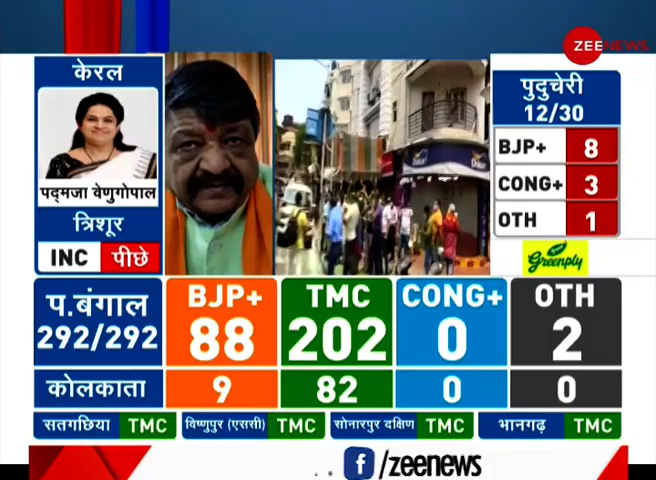 ZEE NEWS
केरल
पद्मजा वेणुगोपाल
त्रिशूर
INC पीछे
पुदुचेरी
12/30
BJP+ 8
CONG+ 3
OTH 1
Greenply
प.बंगाल
292/292
BJP+ 88
TMC 202
CONG+ 0
OTH 2
कोलकाता 9 82 0 0
सतगछिया TMC विष्णुपुर (एससी) TMC सोनारपुर दक्षिण TMC भानगढ़ TMC
/zeenews